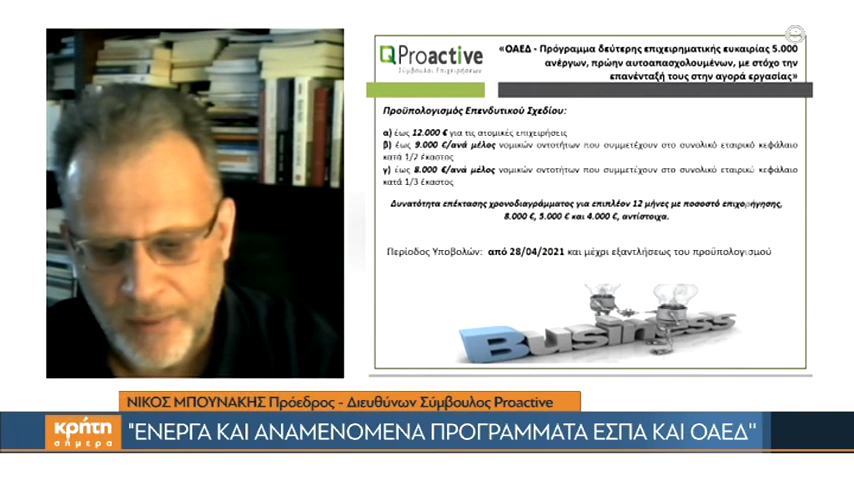 Proactive
Σύμβουλοι Επιχειρήσεων
«ΟΑΕΔ - Πρόγραμμα δεύτερης επιχειρηματικής ευκαιρίας 5.000
ανέργων, πρώην αυτοαπασχολουμένων, με στόχο την
επανένταξή τους στην αγορά εργασίας»
Προϋπολογισμός Επενδυτικού Σχεδίου:
α) έως 12.000 € για τις ατομικές επιχειρήσεις
β) έως 9.000 €/ανά μέλος νομικών οντοτήτων που συμμετέχουν στο συνολικό εταιρικό κεφάλαιο
κατά 1/2 έκαστος
γ) έως 8.000 €/ανά μέλος νομικών οντοτήτων που συμμετέχουν στο συνολικό εταιρικό κεφάλαιο
κατά 1/3 έκαστος
Δυνατότητα επέκτασης χρονοδιαγράμματος για επιπλέον 12 μήνες με ποσοστό επιχορήγησης,
8.000 €, 5.000 € και 4.000 €, αντίστοιχα.
Περίοδος Υποβολών: από 28/04/2021 και μέχρι εξαντλήσεως του προϋπολογισμού
Business
ΝΙΚΟΣ ΜΠΟΥΝΑΚΗΣ Πρόεδρος - Διευθύνων Σύμβουλος Proactive
κρήτη
σήμερα
"ΕΝΕΡΓΑ ΚΑΙ ΑΝΑΜΕΝΟΜΕΝΑ ΠΡΟΓΡΑΜΜΑΤΑ ΕΣΠΑ ΚΑΙ ΟΑΕΔ"